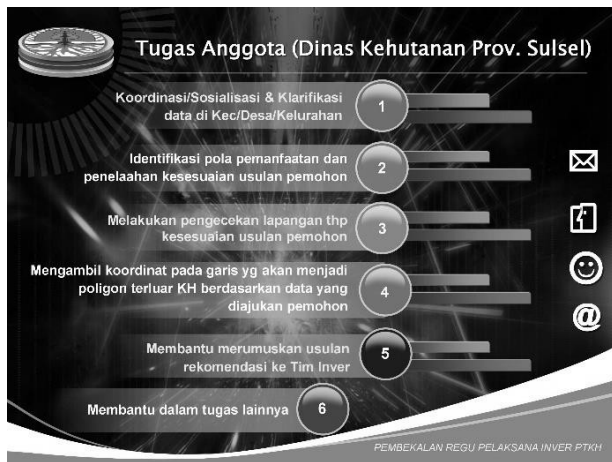 Tugas Anggota (Dinas Kehutanan Prov. Sulsel)
Koordinasi/Sosialisasi & Klarifikasi
data di Kec/Desa/Kelurahan
1
Identifikasi pola pemanfaatan dan
penelaahan kesesuaian usulan pemohon
2
Melakukan pengecekan lapangan thp
kesesuaian usulan pemohon
3
Mengambil koordinat pada garis yg akan menjadi
poligon terluar KH berdasarkan data yang
diajukan pemohon
4
Membantu merumuskan usulan
rekomendasi ke Tim Inver
5
Membantu dalam tugas lainnya
6
@
PEMBEKALAN REGU PELAKSANA INVER PTKH